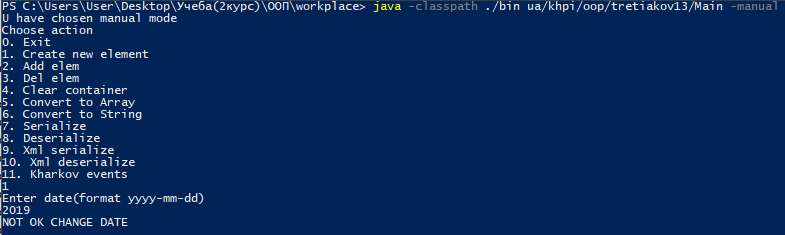 PS C:\Users\User\Desktop\Учеба(2курс)\ООП\workplace> java -classpath ./bin ua/khpi/oop/tretiakov13/Main -manual
U have chosen manual mode
Choose action
0. Exit
1. Create new element
2. Add elem
3. Del elem
4. Clear container
5. Convert to Array
6. Convert to String
7. Serialize
8. Deserialize
9. Xml serialize
10. Xml deserialize
11. Kharkov events
1
Enter date(format yyyy-mm-dd)
2019
NOT OK CHANGE DATE